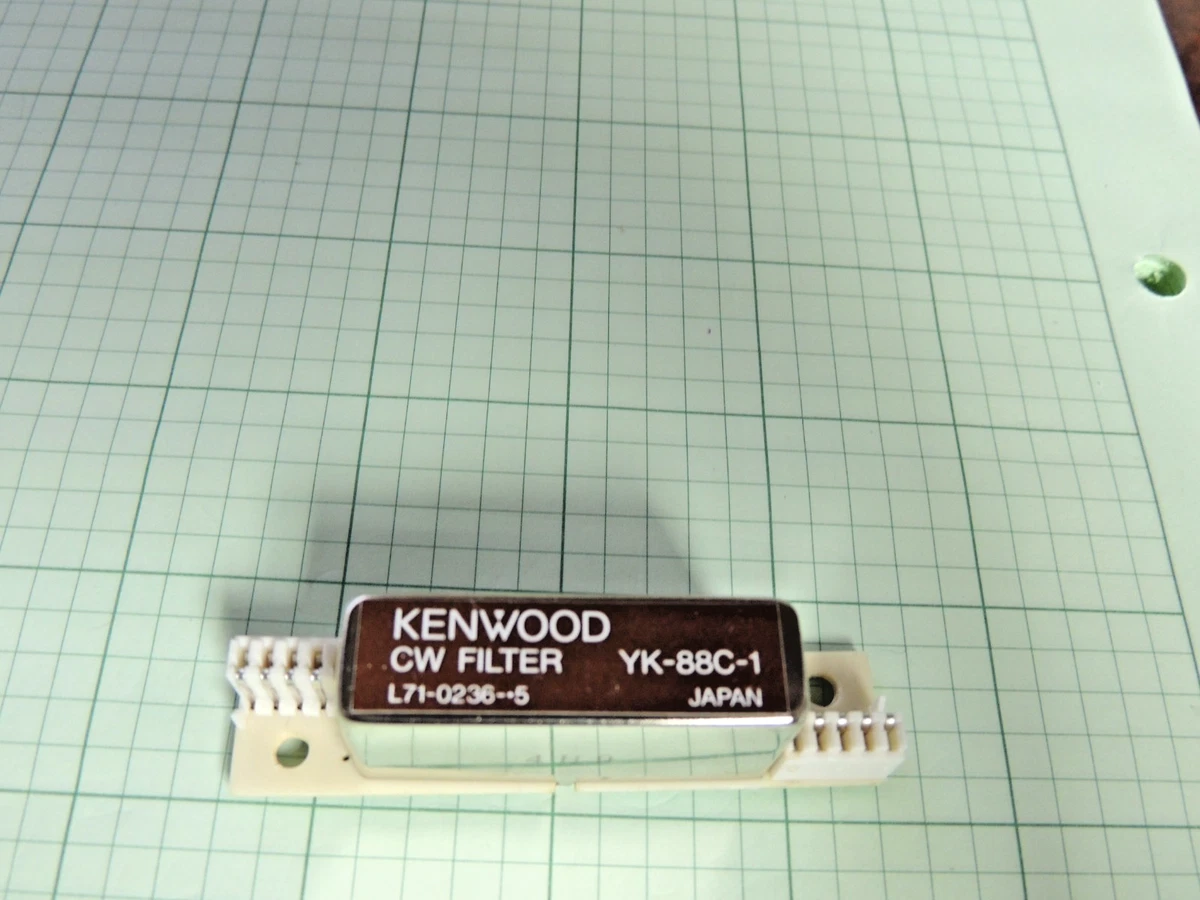 KENWOOD
CW FILTER YK-88C-1
L71-0236-•5 JAPAN